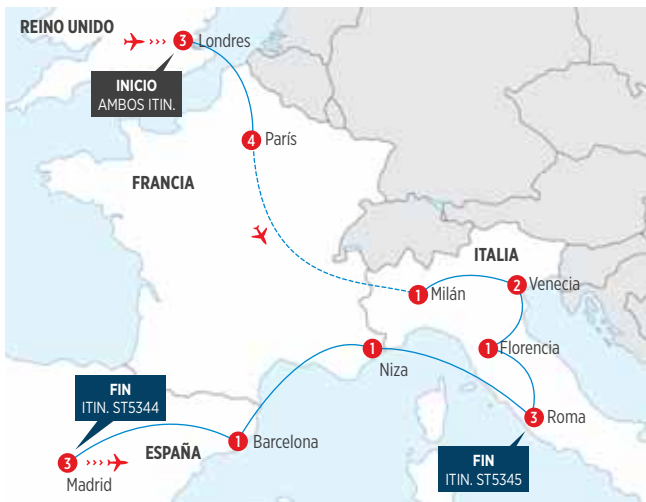 REINO UNIDO
3 Londres
INICIO
AMBOS ITIN.
4 París
FRANCIA
ITALIA
1 Milán
2 Venecia
1 Florencia
1
Niza
3 Roma
FIN
ITIN. ST5344
FIN
ITIN. ST5345
1 Barcelona
ESPAÑA
3
Madrid